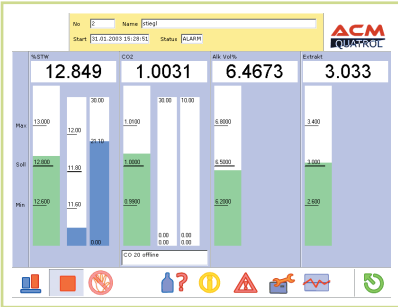 No 2 Name stiegl
Start 31.01.2003 15:28:51 Status ALARM
ACM
QUATROL
%STW CO2 Alk Vol% Extrakt
12.849 1.0031 6.4673 3.033
30.00 30.00 10.00
Max 13.000 12.00 1.0100 6.8000 3.400
21.10
Soll 12.800 11.80 1.0000 6.5000 3.000
Min 12.600 11.60 0.9900 6.2000 2.600
0.00 0.00
0.00 0.00 0.00
CO 20 offline